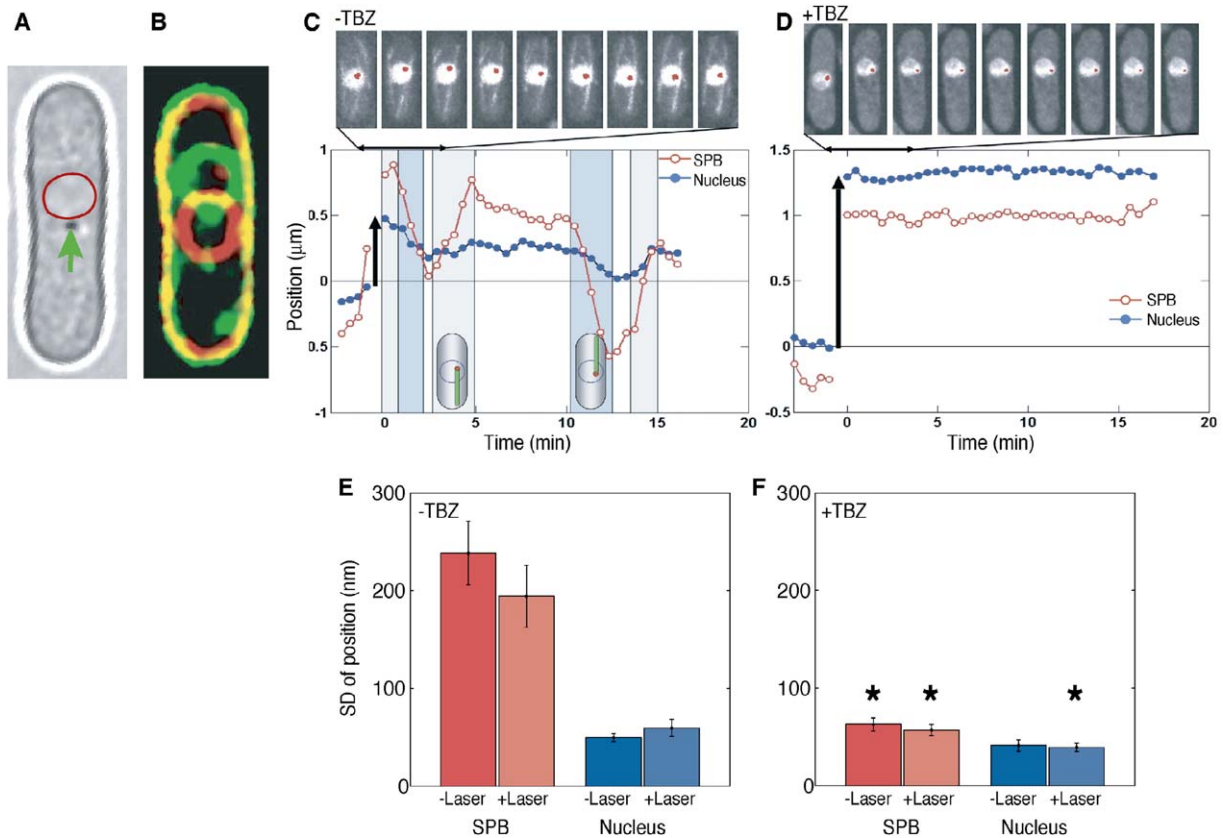 A
B
C
-TBZ
D
+TBZ
1
0.5
0
0.5
-1
Position (μm)
SPB
Nucleus
0
5
10
15
20
Time (min)
1.5
1
0.5
0
-0.5
SPB
Nucleus
0
5
10
15
20
Time (min)
E
300
200
100
0
SD of position (nm)
-TBZ
-Laser
+Laser
-Laser
+Laser
SPB
Nucleus
F
300
200
100
0
+TBZ
*
*
*
-Laser
+Laser
-Laser
+Laser
SPB
Nucleus